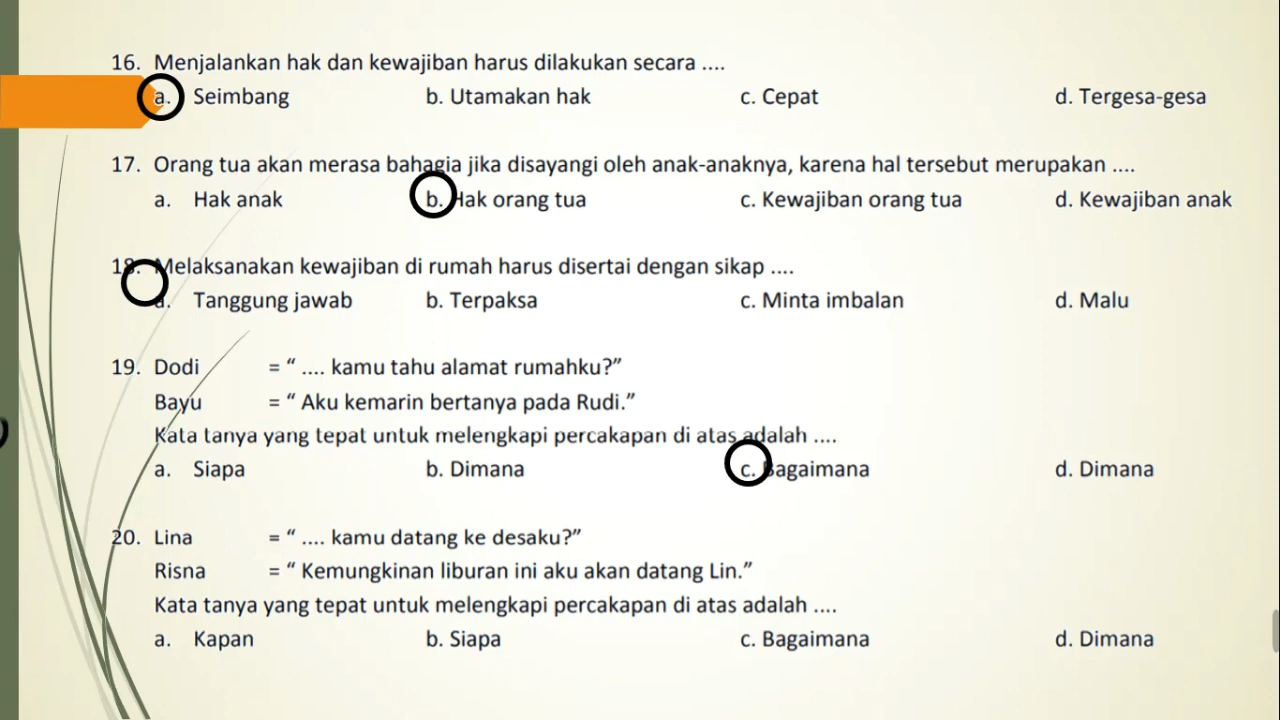 16. Menjalankan hak dan kewajiban harus dilakukan secara ....
a. Seimbang b. Utamakan hak c. Cepat d. Tergesa-gesa
17. Orang tua akan merasa bahagia jika disayangi oleh anak-anaknya, karena hal tersebut merupakan ....
a. Hak anak b. Hak orang tua c. Kewajiban orang tua d. Kewajiban anak
18. Melaksanakan kewajiban di rumah harus disertai dengan sikap ....
a. Tanggung jawab b. Terpaksa c. Minta imbalan d. Malu
19. Dodi = “ .... kamu tahu alamat rumahku?”
Bayu = “ Aku kemarin bertanya pada Rudi.”
Kata tanya yang tepat untuk melengkapi percakapan di atas adalah ....
a. Siapa b. Dimana c. Bagaimana d. Dimana
20. Lina = “ .... kamu datang ke desaku?”
Risna = “ Kemungkinan liburan ini aku akan datang Lin.”
Kata tanya yang tepat untuk melengkapi percakapan di atas adalah ....
a. Kapan b. Siapa c. Bagaimana d. Dimana